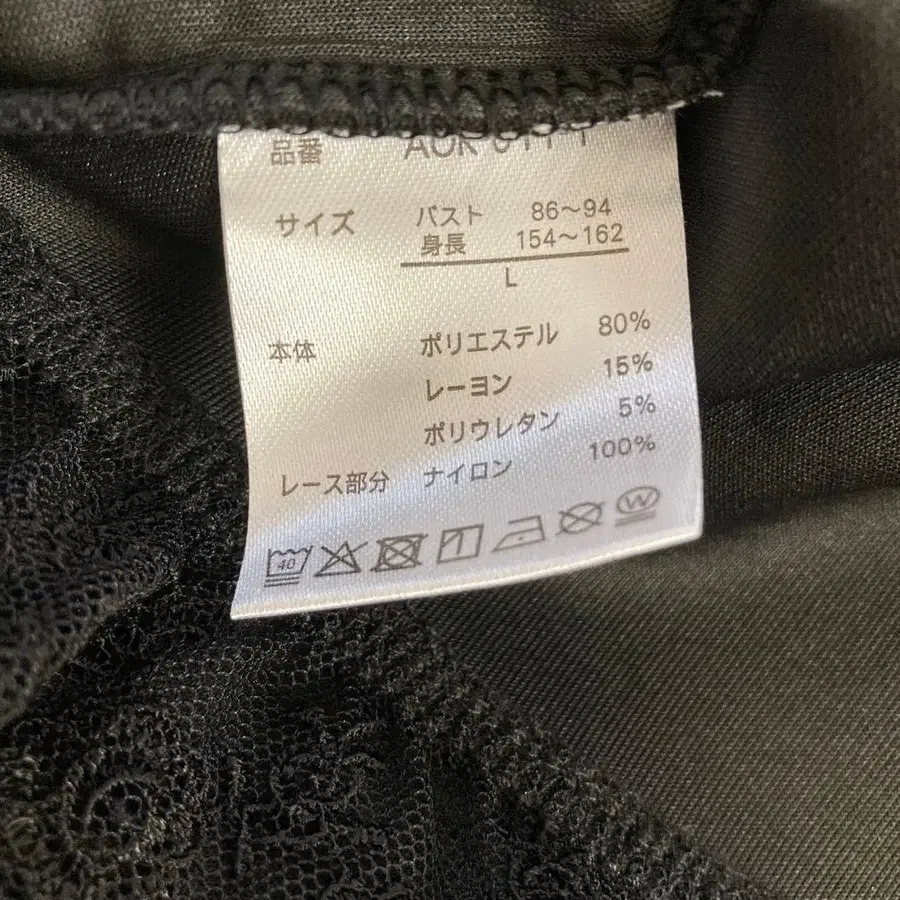 品番
サイズ バスト 86～94
身長 154～162
L
本体 ポリエステル 80%
レーヨン 15%
ポリウレタン 5%
レース部分 ナイロン 100%
40 W